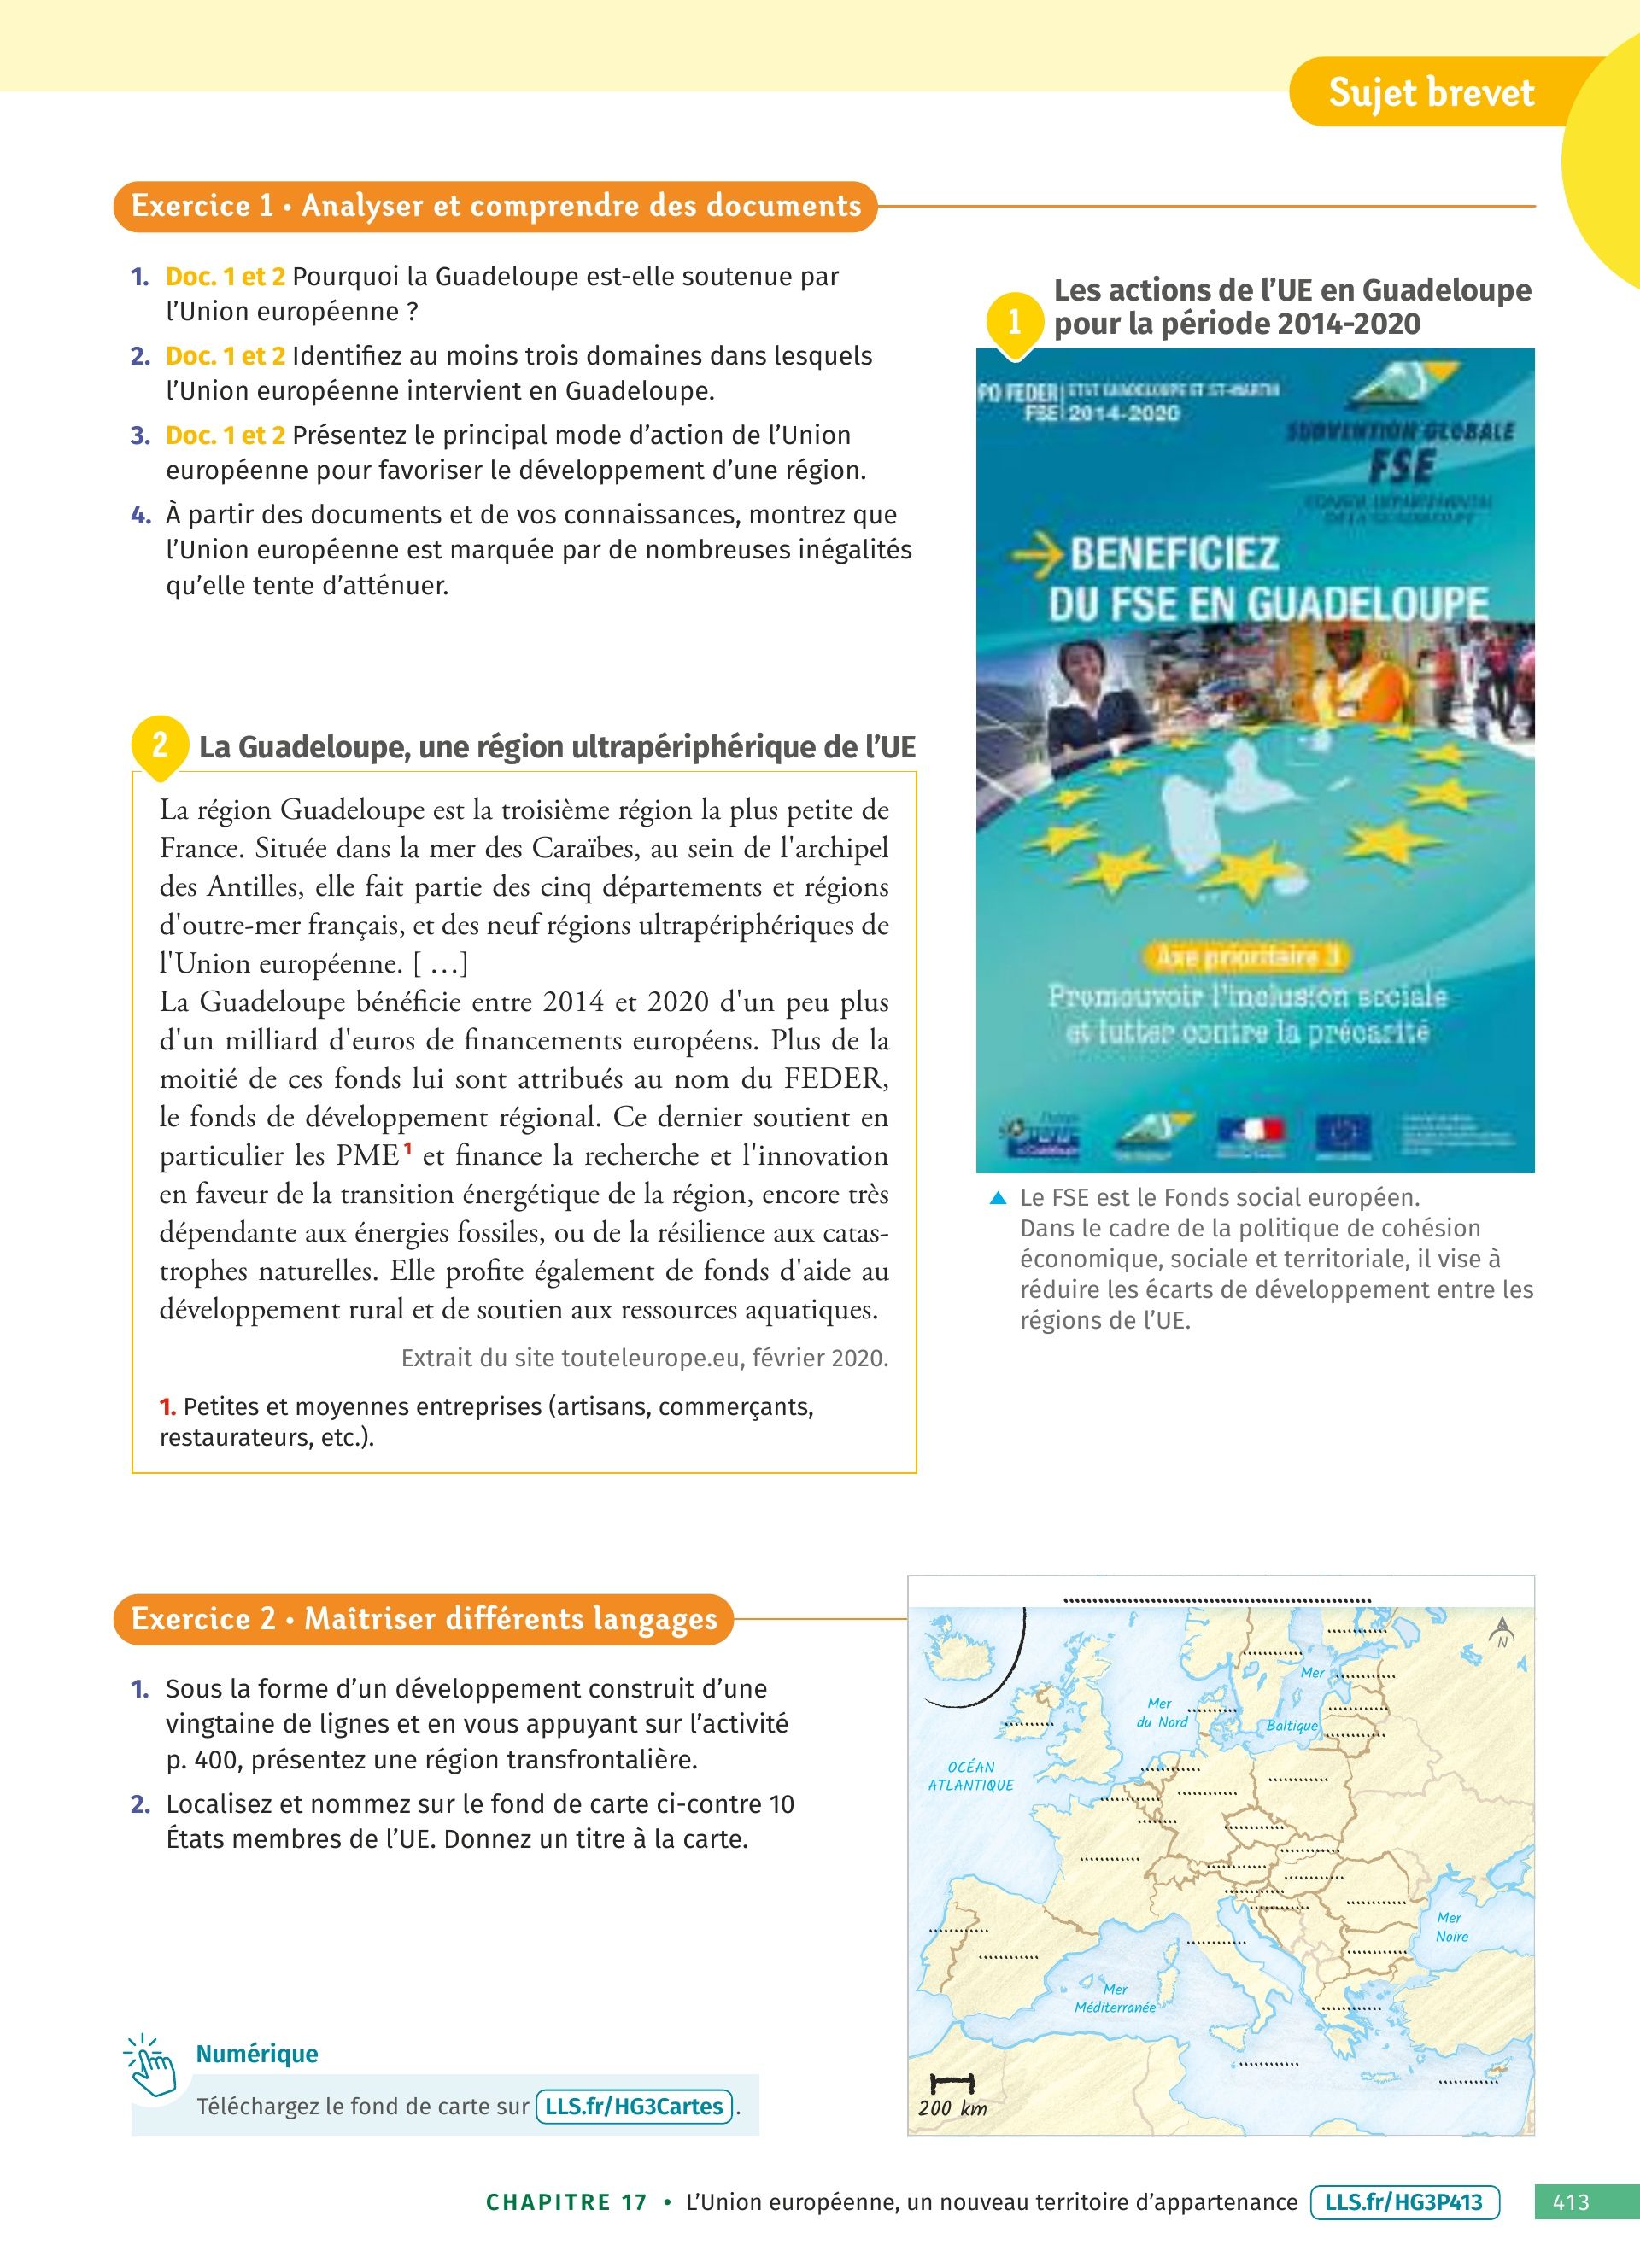 Sujet brevet
Exercice 1 • Analyser et comprendre des documents
1. Doc. 1 et 2 Pourquoi la Guadeloupe est-elle soutenue par
l’Union européenne ?
2. Doc. 1 et 2 Identifiez au moins trois domaines dans lesquels
l’Union européenne intervient en Guadeloupe.
3. Doc. 1 et 2 Présentez le principal mode d’action de l’Union
européenne pour favoriser le développement d’une région.
4. À partir des documents et de vos connaissances, montrez que
l’Union européenne est marquée par de nombreuses inégalités
qu’elle tente d’atténuer.
1
Les actions de l’UE en Guadeloupe
pour la période 2014-2020
PO FEDER ETAT GUADELOUPE ET ST-MARTIN
FSE 2014-2020
SUBVENTION GLOBALE
FSE
CONSEIL DÉPARTEMENTAL
DE LA GUADELOUPE
BENEFICIEZ
DU FSE EN GUADELOUPE
Axe prioritaire 3
Promouvoir l'inclusion sociale
et lutter contre la précarité
▲ Le FSE est le Fonds social européen.
Dans le cadre de la politique de cohésion
économique, sociale et territoriale, il vise à
réduire les écarts de développement entre les
régions de l’UE.
2
La Guadeloupe, une région ultrapériphérique de l’UE
La région Guadeloupe est la troisième région la plus petite de
France. Située dans la mer des Caraïbes, au sein de l'archipel
des Antilles, elle fait partie des cinq départements et régions
d'outre-mer français, et des neuf régions ultrapériphériques de
l'Union européenne. [ …]
La Guadeloupe bénéficie entre 2014 et 2020 d'un peu plus
d'un milliard d'euros de financements européens. Plus de la
moitié de ces fonds lui sont attribués au nom du FEDER,
le fonds de développement régional. Ce dernier soutient en
particulier les PME1 et finance la recherche et l'innovation
en faveur de la transition énergétique de la région, encore très
dépendante aux énergies fossiles, ou de la résilience aux catas-
trophes naturelles. Elle profite également de fonds d'aide au
développement rural et de soutien aux ressources aquatiques.
Extrait du site touteleurope.eu, février 2020.
1. Petites et moyennes entreprises (artisans, commerçants,
restaurateurs, etc.).
Exercice 2 • Maîtriser différents langages
1. Sous la forme d’un développement construit d’une
vingtaine de lignes et en vous appuyant sur l’activité
p. 400, présentez une région transfrontalière.
2. Localisez et nommez sur le fond de carte ci-contre 10
États membres de l’UE. Donnez un titre à la carte.
N
Mer
Baltique
Mer
du Nord
OCÉAN
ATLANTIQUE
Mer
Noire
Mer
Méditerranée
200 km
Numérique
Téléchargez le fond de carte sur LLS.fr/HG3Cartes .
CHAPITRE 17 • L’Union européenne, un nouveau territoire d’appartenance LLS.fr/HG3P413 413